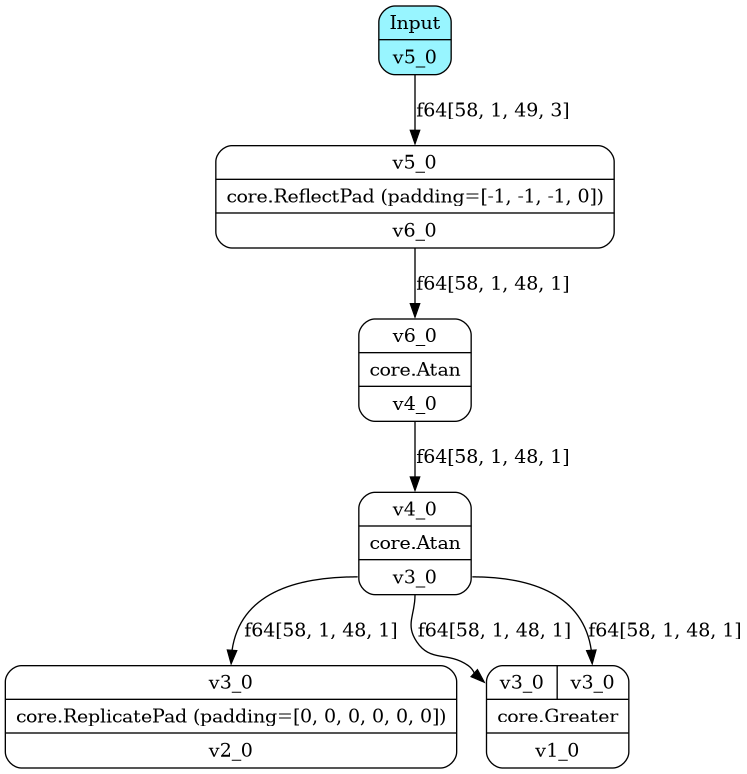 Input
v5_0
f64[58, 1, 49, 3]
v5_0
core.ReflectPad (padding=[-1, -1, -1, 0])
v6_0
f64[58, 1, 48, 1]
v6_0
core.Atan
v4_0
f64[58, 1, 48, 1]
v4_0
core.Atan
v3_0
f64[58, 1, 48, 1] f64[58, 1, 48, 1] f64[58, 1, 48, 1]
v3_0
core.ReplicatePad (padding=[0, 0, 0, 0, 0, 0])
v2_0
v3_0 v3_0
core.Greater
v1_0